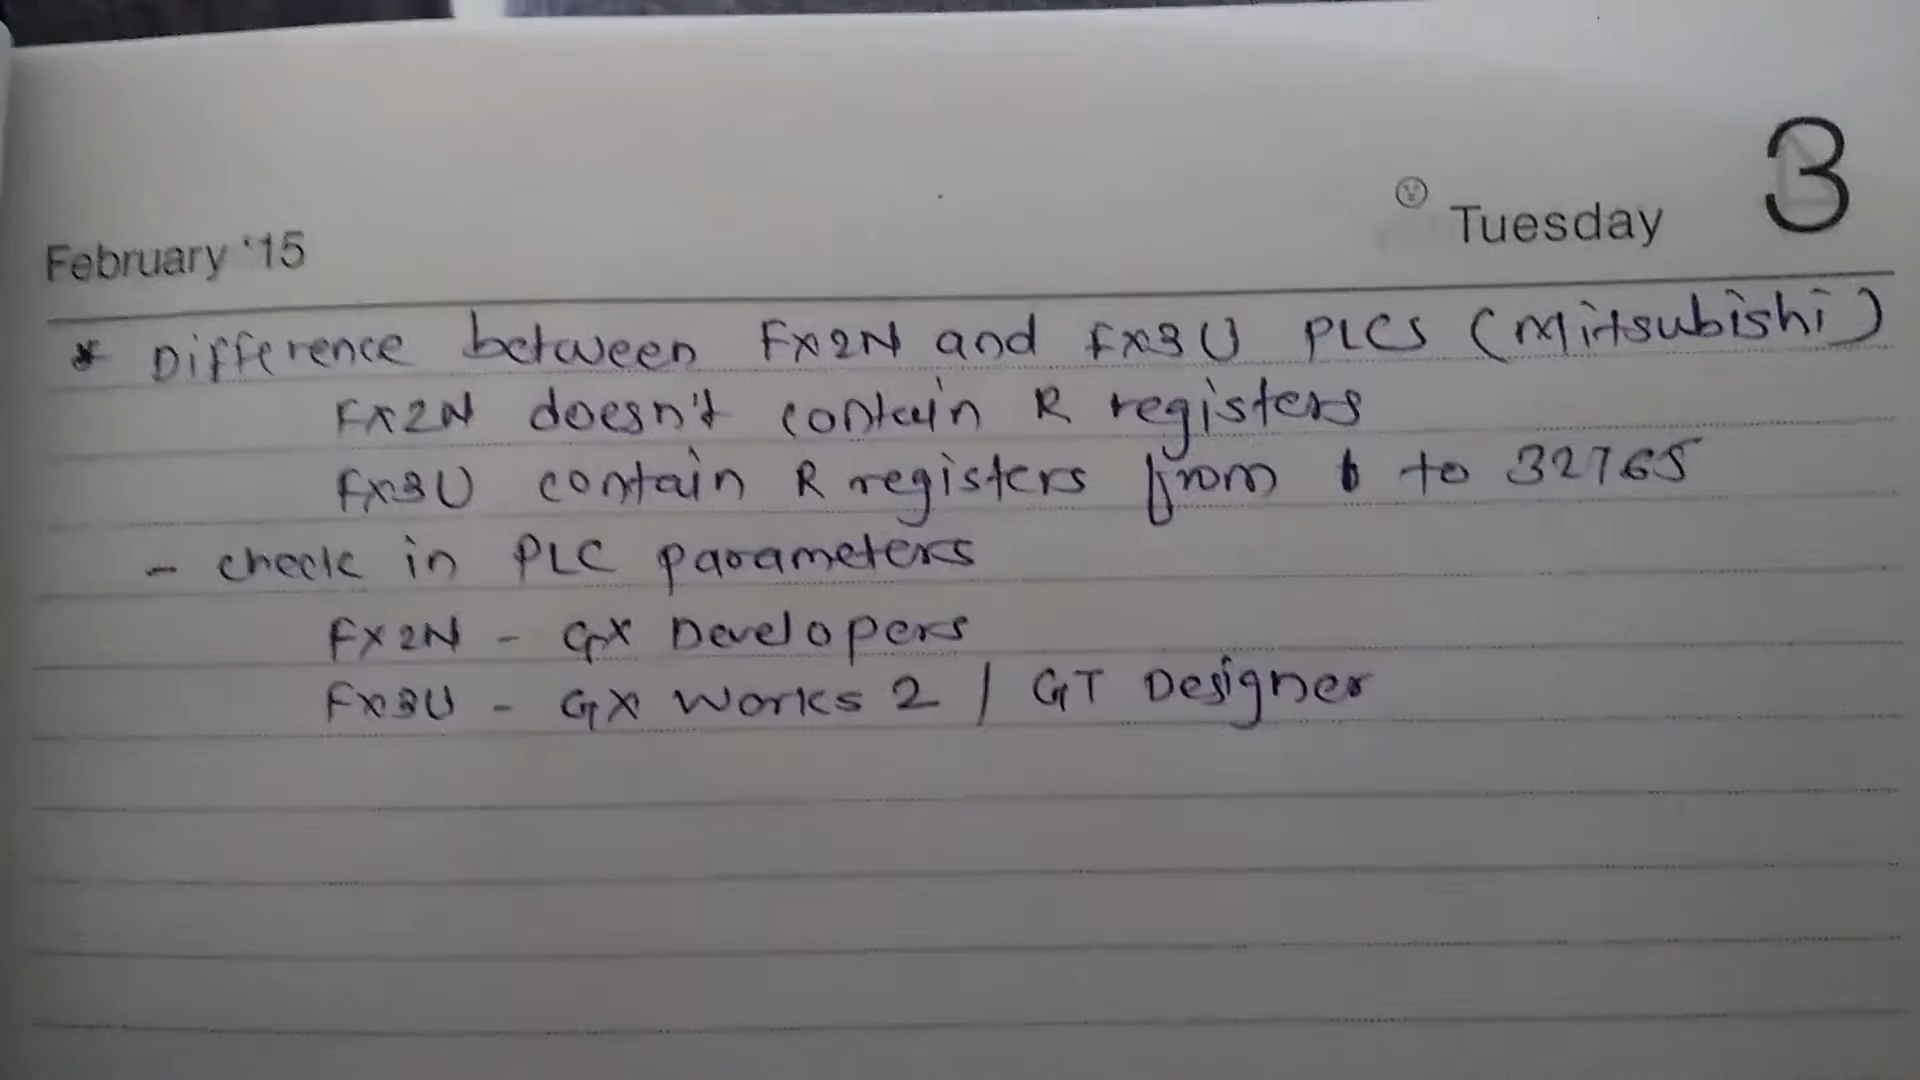 February '15
Tuesday 3
* Difference between FX2N and FX3U PLCS (Mitsubishi)
FX2N doesn't contain R registers
FX3U contain R registers from to 32765
- check in PLC parameters
FX2N - GX Developers
FX3U - GX Works 2 / GT Designer